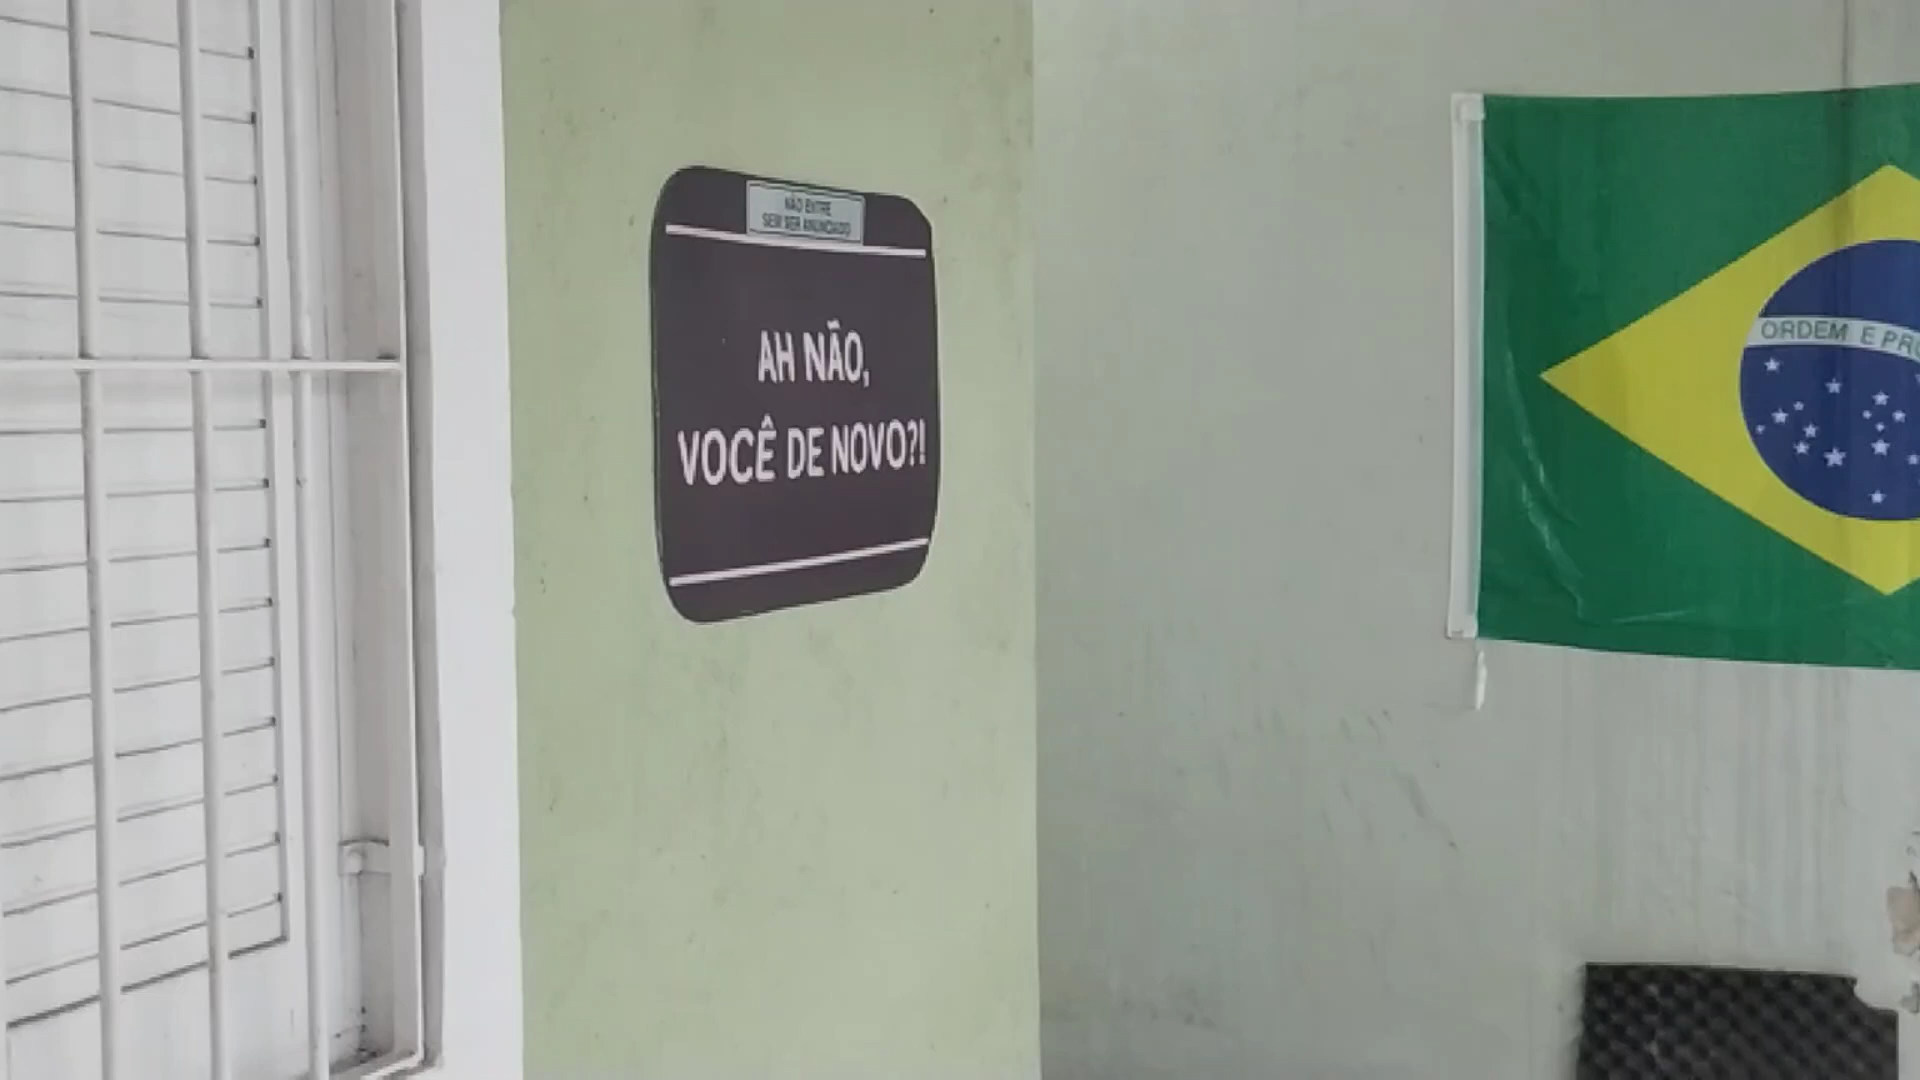 NÃO ENTRE
SEM SER ANUNCIADO
AH NÃO,
VOCÊ DE NOVO?!
ORDEM E PRO